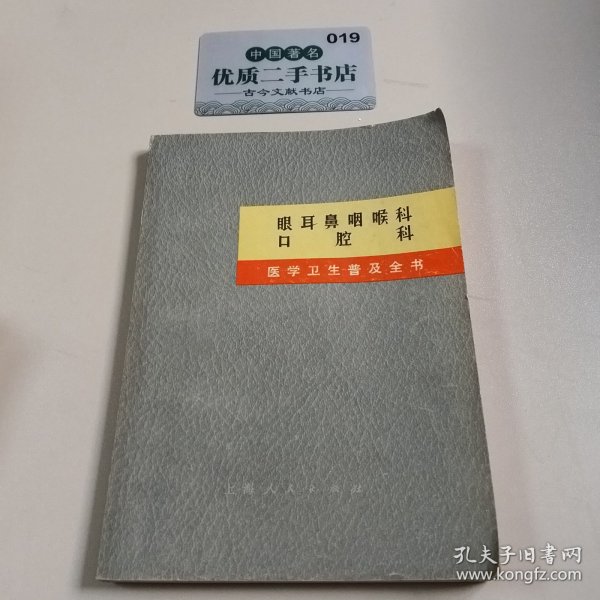 019
中国著名
优质二手书店
古今文献书店
眼耳鼻咽喉科
口腔科
医学卫生普及全书
上海人民出版社
孔夫子旧书网
www.kongfz.com